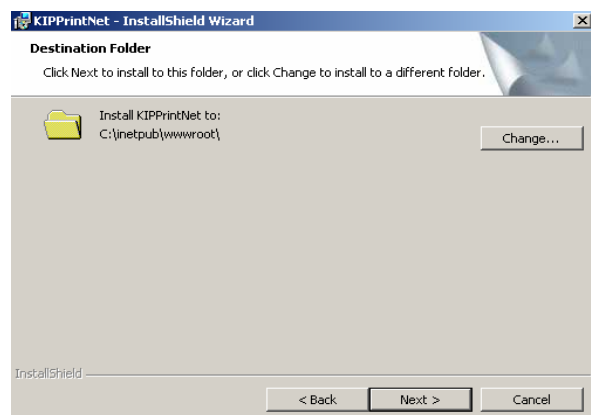 KIPPrintNet - InstallShield Wizard
Destination Folder
Click Next to install to this folder, or click Change to install to a different folder.
Install KIPPrintNet to:
C:\inetpub\wwwroot\
Change...
InstallShield
< Back
Next >
Cancel